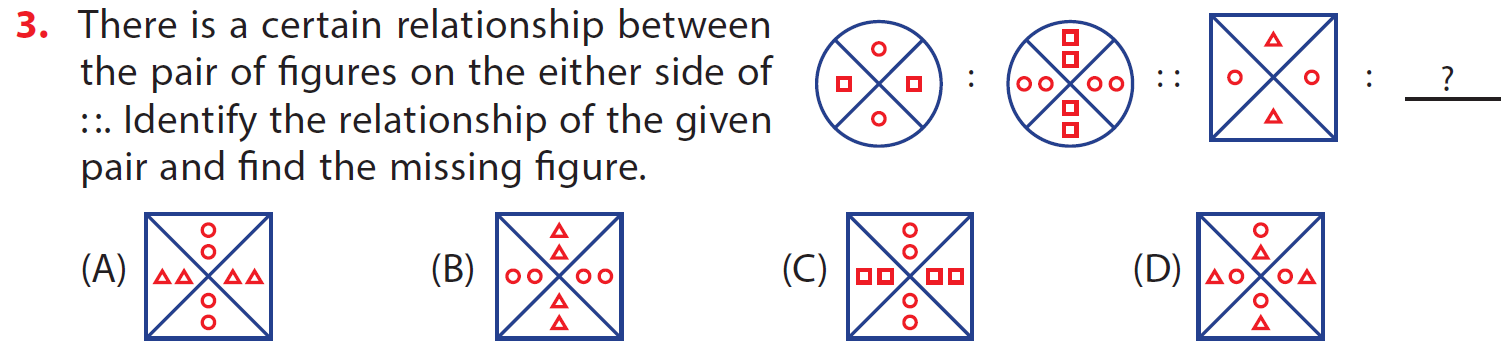 3. There is a certain relationship between
the pair of figures on the either side of
: :. Identify the relationship of the given
pair and find the missing figure.
: : : : ?
(A) (B) (C) (D)